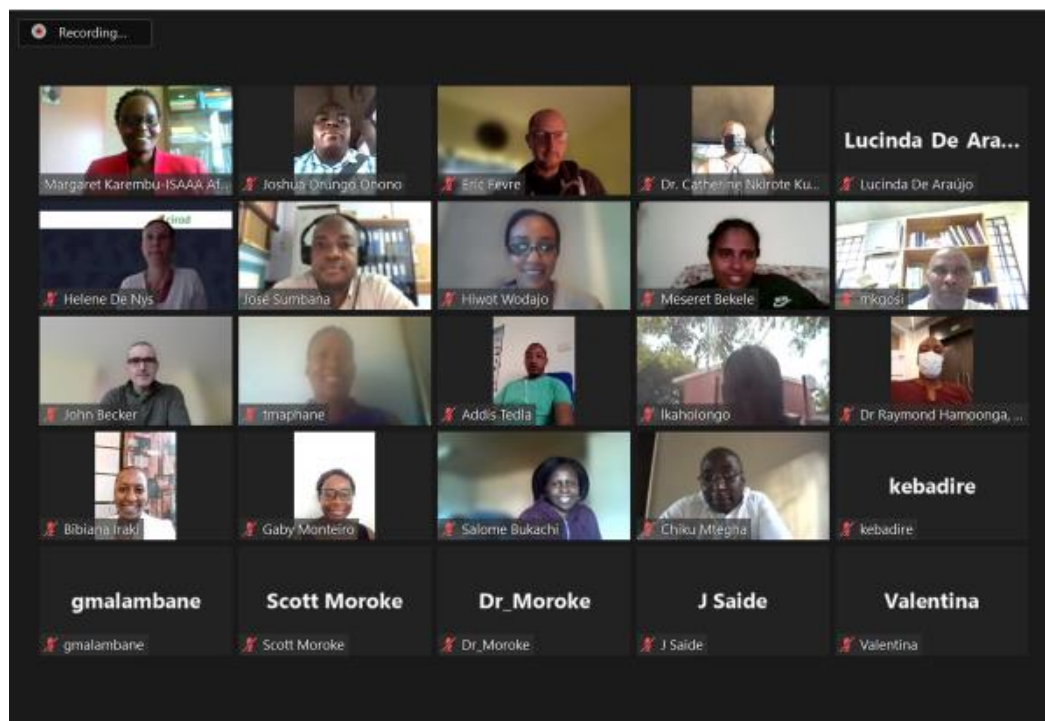 Recording...
Margaret Karembu-ISAAA Af...
Joshua Orungo Onono
Eric Fevre
Dr. Catherine Nkirote Ku...
Lucinda De Ara...
Lucinda De Araújo
cirad
Helene De Nys
José Sumbana
Hiwot Wodajo
Meseret Bekele
mkgosi
John Becker
tmaphane
Addis Tedla
lkaholongo
Dr Raymond Hamoonga, ...
Bibiana Iraki
Gaby Monteiro
Salome Bukachi
Chiku Mtegha
kebadire
kebadire
gmalambane
Scott Moroke
Dr_Moroke
J Saide
Valentina
gmalambane
Scott Moroke
Dr_Moroke
J Saide
Valentina